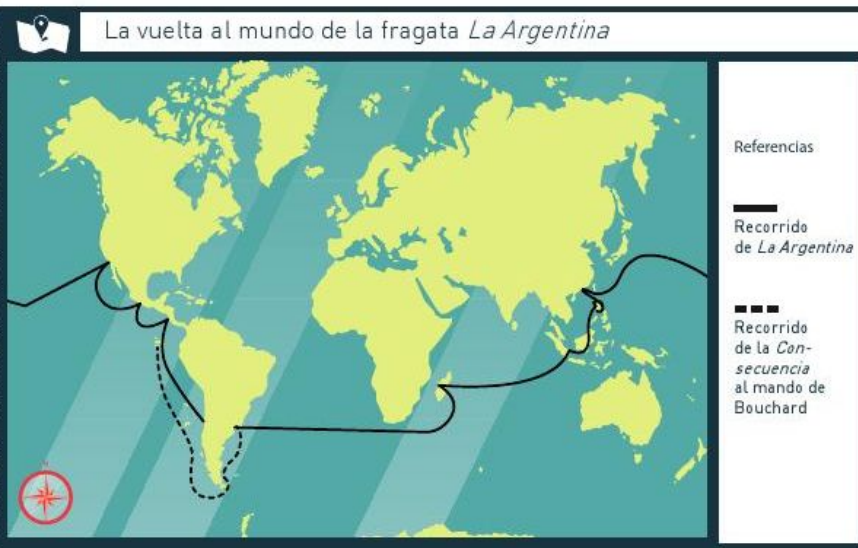 La vuelta al mundo de la fragata La Argentina
Referencias
Recorrido
de La Argentina
Recorrido
de la Con-
secuencia
al mando de
Bouchard